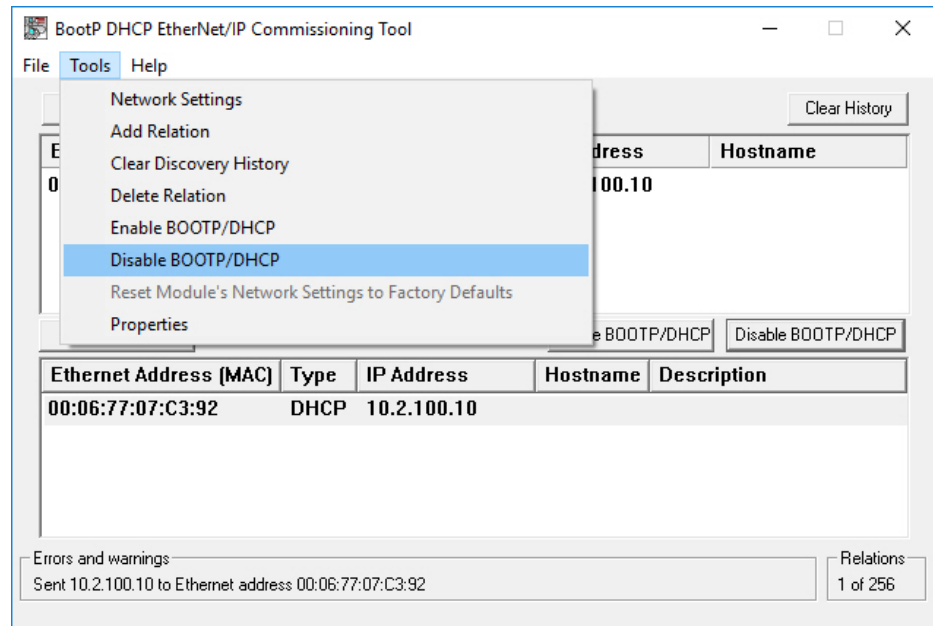 BootP DHCP EtherNet/IP Commissioning Tool
File Tools Help
Network Settings
Clear History
Add Relation
Clear Discovery History
Hostname
Delete Relation
100.10
Enable BOOTP/DHCP
Disable BOOTP/DHCP
Reset Module's Network Settings to Factory Defaults
Properties
BOOTP/DHCP Disable BOOTP/DHCP
Ethernet Address (MAC) Type IP Address Hostname Description
00:06:77:07:C3:92 DHCP 10.2.100.10
Errors and warnings
Relations
Sent 10.2.100.10 to Ethernet address 00:06:77:07:C3:92
1 of 256